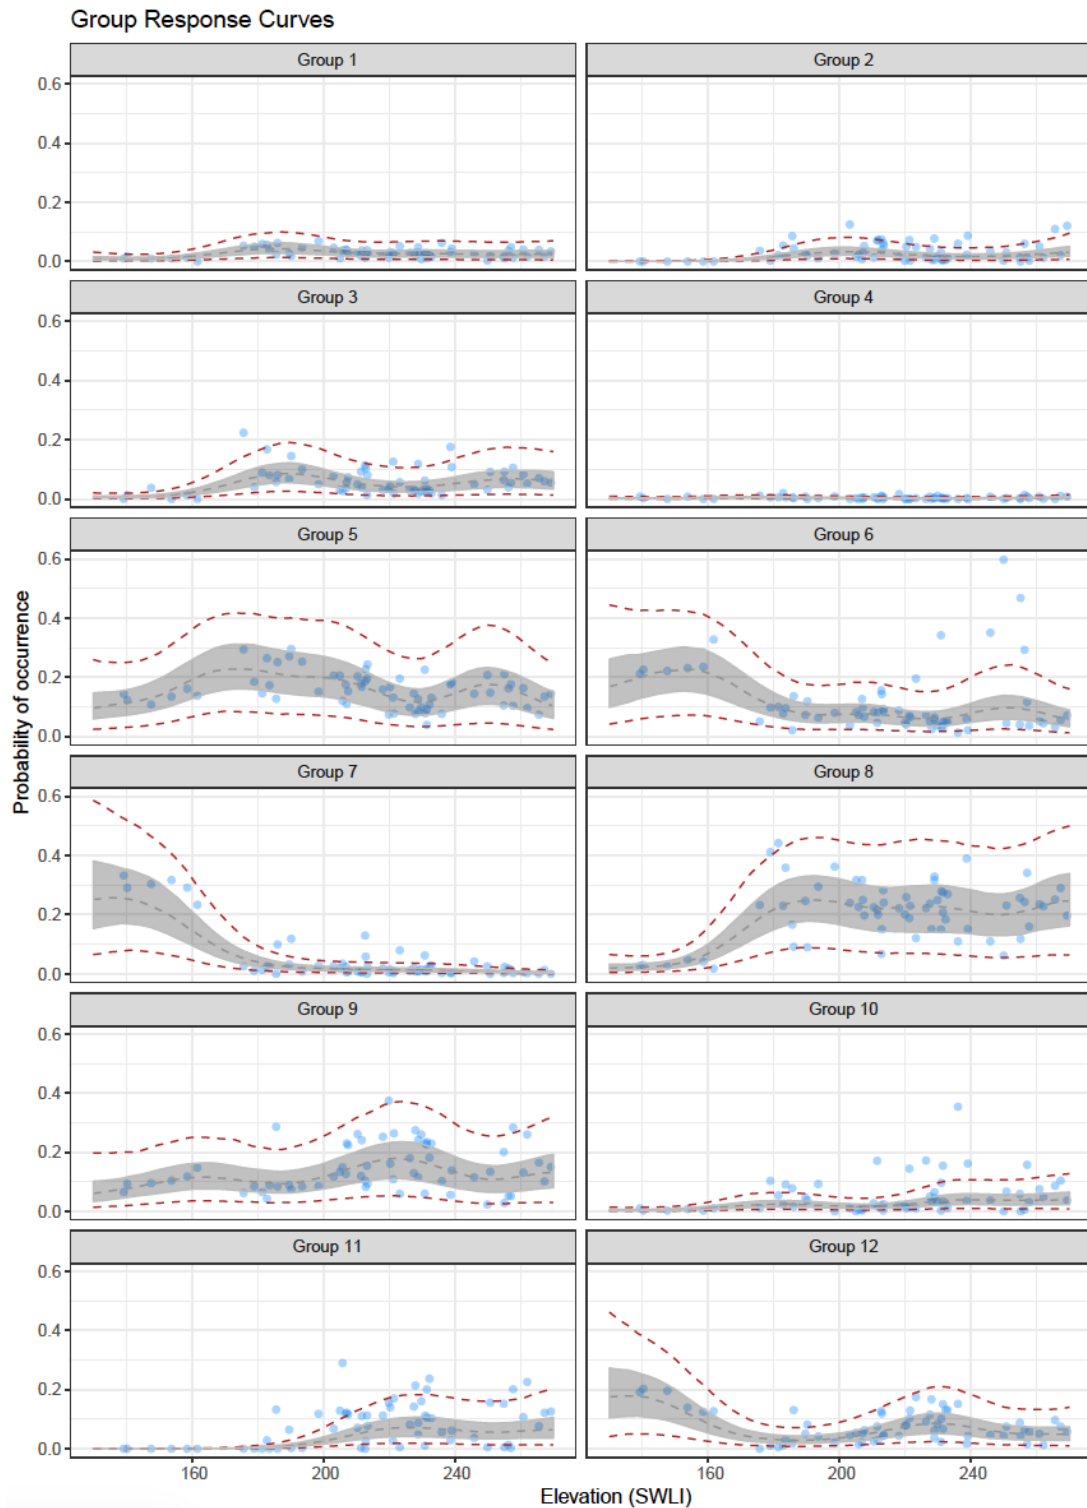 Group Response Curves
Group 1
Group 2
0.6
0.4
0.2
0.0
Group 3
Group 4
0.6
0.4
0.2
0.0
Group 5
Group 6
0.6
0.4
0.2
0.0
Probability of occurrence
Group 7
Group 8
0.6
0.4
0.2
0.0
Group 9
Group 10
0.6
0.4
0.2
0.0
Group 11
Group 12
0.6
0.4
0.2
0.0
160 200 240 160 200 240
Elevation (SWLI)